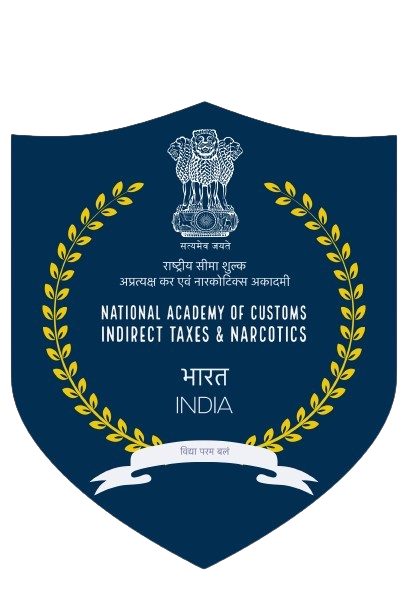 सत्यमेव जयते
राष्ट्रीय सीमा शुल्क
अप्रत्यक्ष कर एवं नारकोटिक्स अकादमी
NATIONAL ACADEMY OF CUSTOMS
INDIRECT TAXES & NARCOTICS
भारत
INDIA
विद्या परम बलं